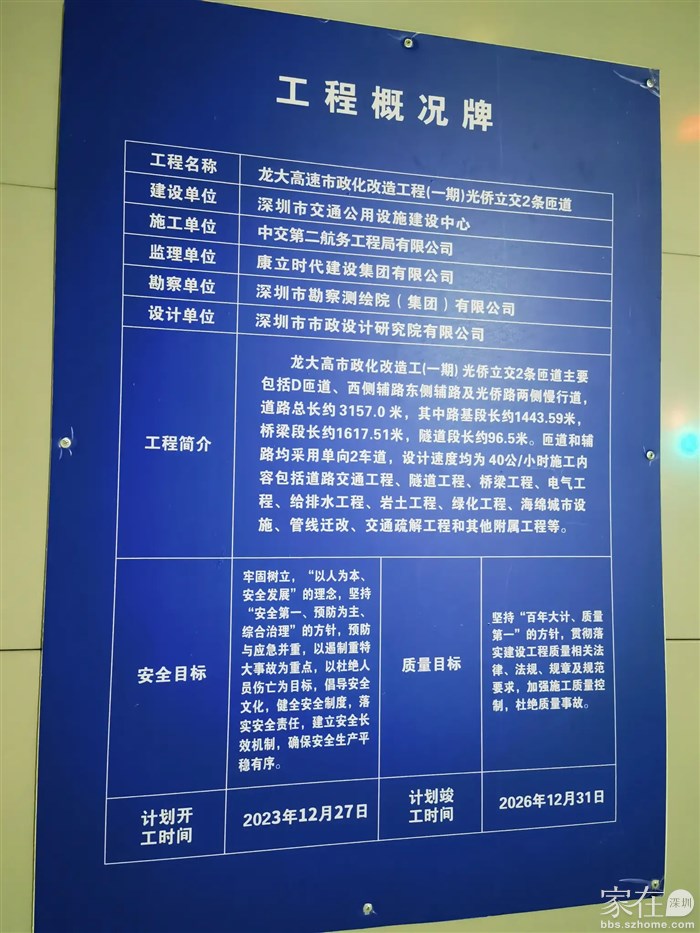 工程概况牌
工程名称 龙大高速市政化改造工程(一期)光侨立交2条匝道
建设单位 深圳市交通公用设施建设中心
施工单位 中交第二航务工程局有限公司
监理单位 康立时代建设集团有限公司
勘察单位 深圳市勘察测绘院（集团）有限公司
设计单位 深圳市市政设计研究院有限公司
工程简介
龙大高市政化改造工(一期) 光侨立交2条匝道主要
包括D匝道、西侧辅路东侧辅路及光侨路两侧慢行道，
道路总长约 3157.0 米，其中路基段长约1443.59米，
桥梁段长约1617.51米，隧道段长约96.5米。匝道和辅
路均采用单向2车道，设计速度均为 40公/小时施工内
容包括道路交通工程、隧道工程、桥梁工程、电气工
程、给排水工程、岩土工程、绿化工程、海绵城市设
施、管线迁改、交通疏解工程和其他附属工程等。
安全目标
牢固树立，“以人为本、
安全发展”的理念，坚持
“安全第一、预防为主、
综合治理”的方针，预防
与应急并重，以遏制重特
大事故为重点，以杜绝人
员伤亡为目标，倡导安全
文化，健全安全制度，落
实安全责任，建立安全长
效机制，确保安全生产平
稳有序。
质量目标
坚持“百年大计、质量
第一”的方针，贯彻落
实建设工程质量相关法
律、法规、规章及规范
要求，加强施工质量控
制，杜绝质量事故。
计划开
工时间
2023年12月27日
计划竣
工时间
2026年12月31日
家在深圳
bbs.szhome.com